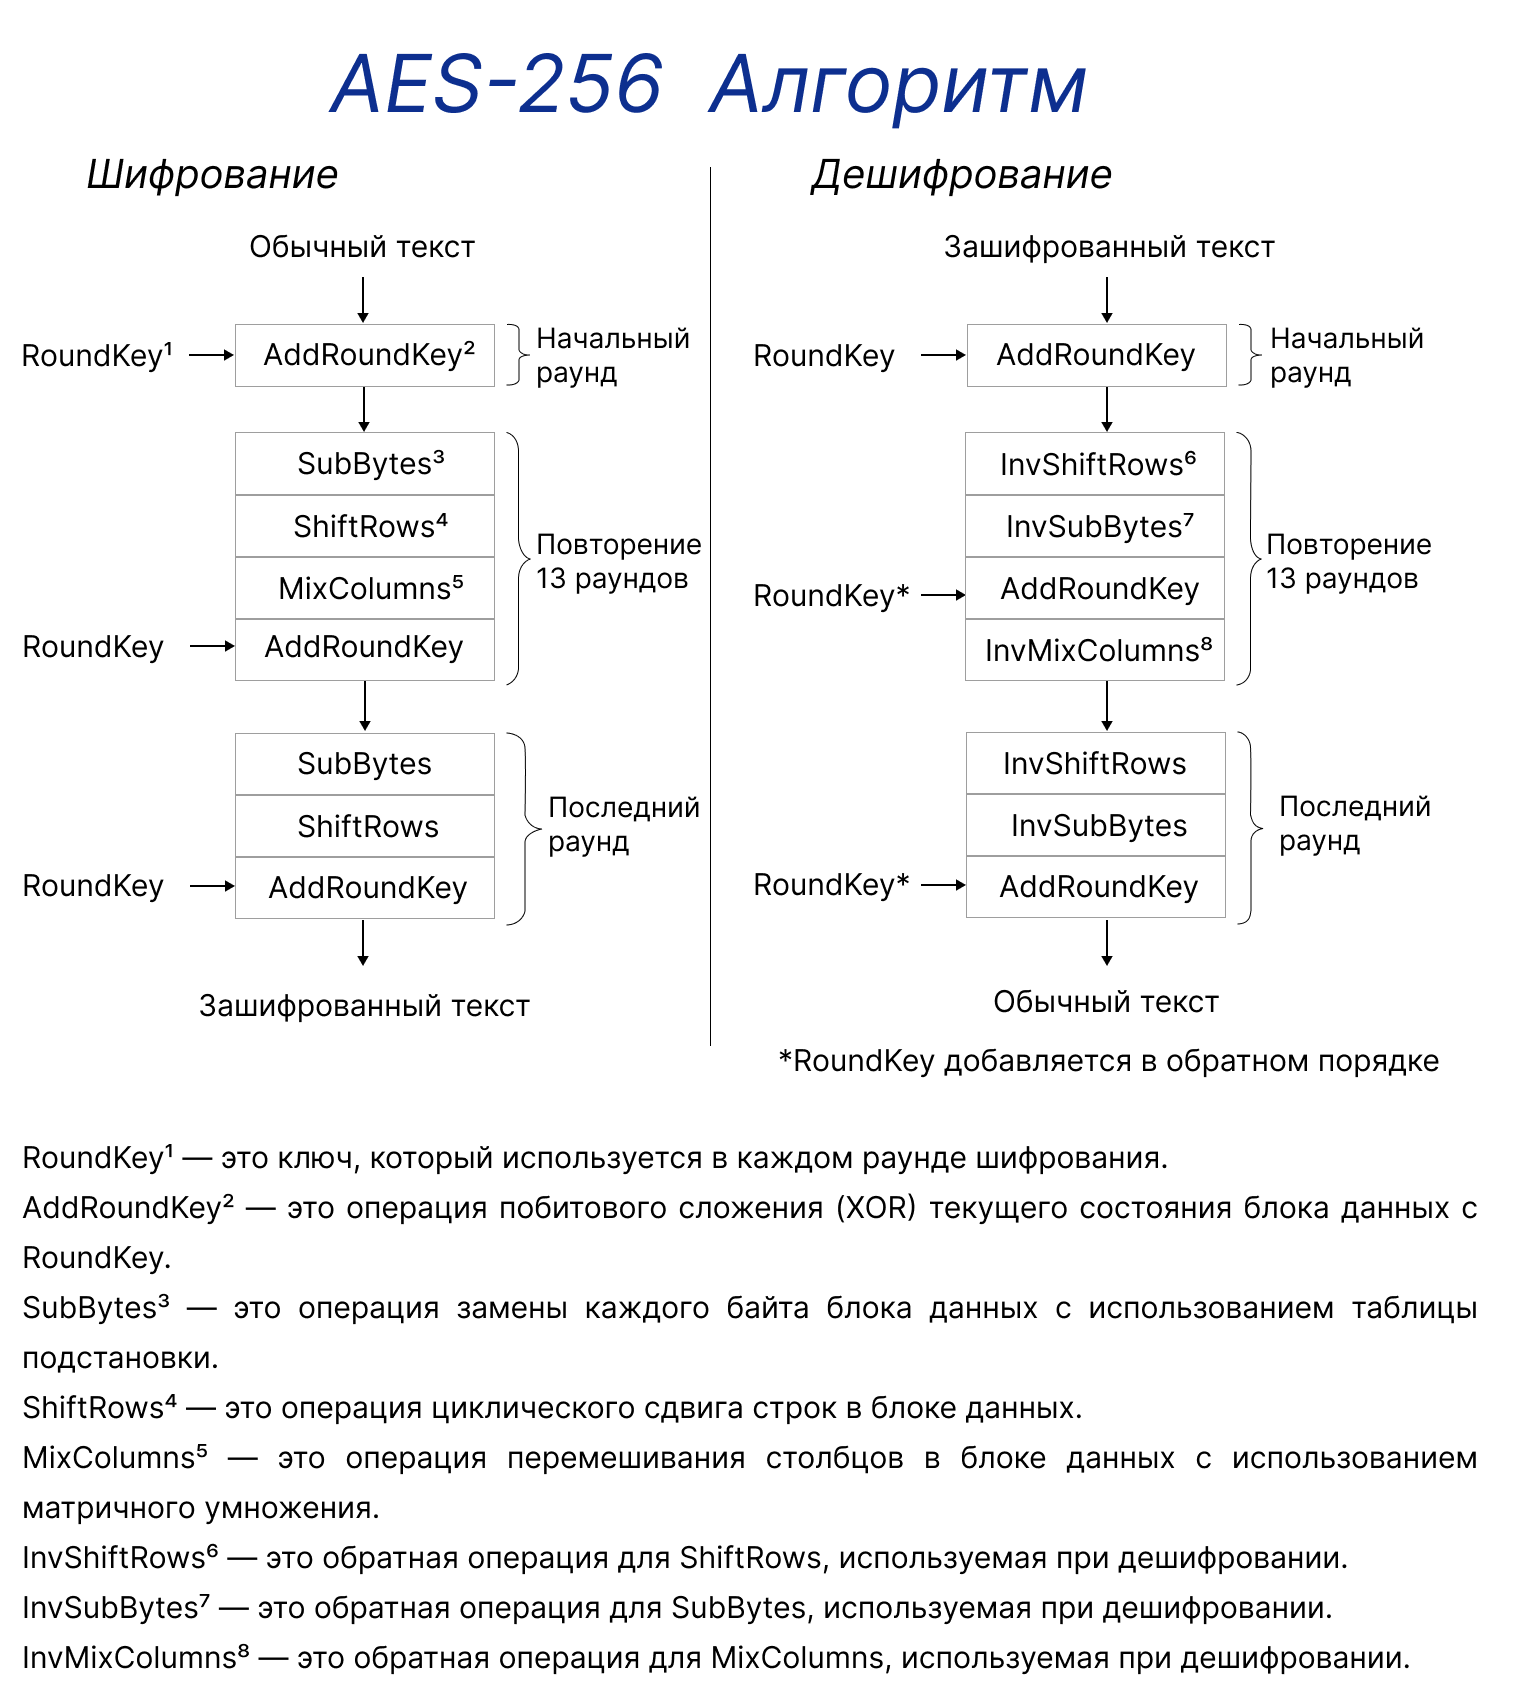 AES-256 Алгоритм
Шифрование
Обычный текст
RoundKey¹
AddRoundKey²
Начальный
раунд
SubBytes³
ShiftRows⁴
MixColumns⁵
Повторение
13 раундов
RoundKey
AddRoundKey
SubBytes
ShiftRows
Последний
раунд
RoundKey
AddRoundKey
Зашифрованный текст
Дешифрование
Зашифрованный текст
RoundKey
AddRoundKey
Начальный
раунд
InvShiftRows⁶
InvSubBytes⁷
Повторение
13 раундов
RoundKey*
AddRoundKey
InvMixColumns⁸
InvShiftRows
InvSubBytes
Последний
раунд
RoundKey*
AddRoundKey
Обычный текст
*RoundKey добавляется в обратном порядке
RoundKey¹ — это ключ, который используется в каждом раунде шифрования.
AddRoundKey² — это операция побитового сложения (XOR) текущего состояния блока данных с
RoundKey.
SubBytes³ — это операция замены каждого байта блока данных с использованием таблицы
подстановки.
ShiftRows⁴ — это операция циклического сдвига строк в блоке данных.
MixColumns⁵ — это операция перемешивания столбцов в блоке данных с использованием
матричного умножения.
InvShiftRows⁶ — это обратная операция для ShiftRows, используемая при дешифровании.
InvSubBytes⁷ — это обратная операция для SubBytes, используемая при дешифровании.
InvMixColumns⁸ — это обратная операция для MixColumns, используемая при дешифровании.